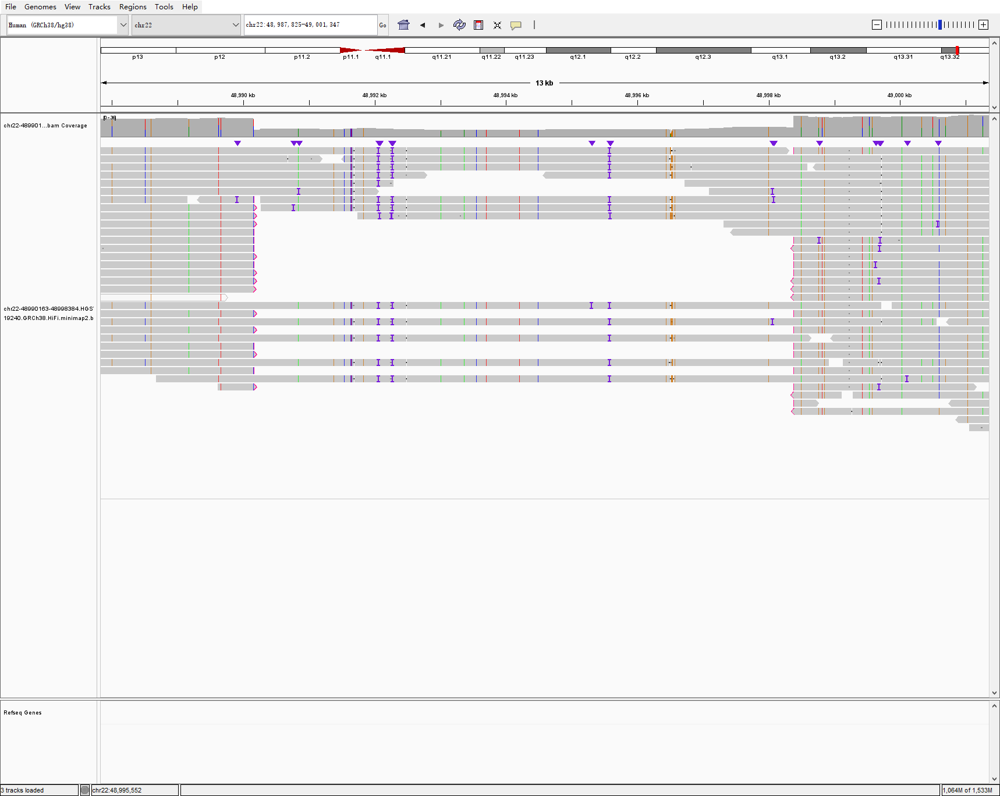 File Genomes View Tracks Regions Tools Help
Human (GRCh38/hg38) chr22 chr22:48,987,825-49,001,347 Go
p13 p12 p11.2 p11.1 q11.1 q11.21 q11.22 q11.23 q12.1 q12.2 q12.3 q13.1 q13.2 q13.31 q13.32
13 kb
48,990 kb 48,992 kb 48,994 kb 48,996 kb 48,998 kb 49,000 kb
[0-36]
chr22-489901...bam Coverage
chr22-48990163-48998384.HGS
19240.GRCh38.HiFi.minimap2.b
Refseq Genes
3 tracks loaded chr22:48,995,552 1,064M of 1,533M